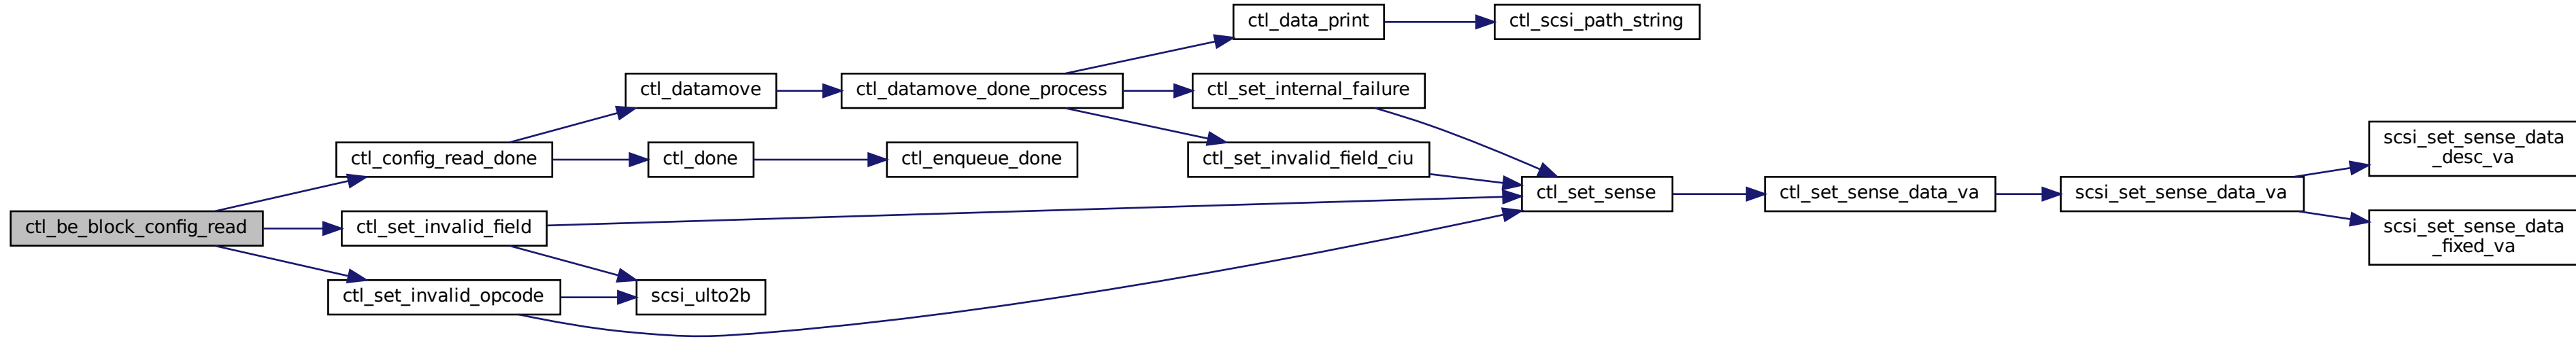 ctl_data_print
ctl_scsi_path_string
ctl_datamove
ctl_datamove_done_process
ctl_set_internal_failure
ctl_config_read_done
ctl_done
ctl_enqueue_done
ctl_set_invalid_field_ciu
scsi_set_sense_data
_desc_va
ctl_set_sense
ctl_set_sense_data_va
scsi_set_sense_data_va
ctl_be_block_config_read
ctl_set_invalid_field
scsi_set_sense_data
_fixed_va
ctl_set_invalid_opcode
scsi_ulto2b